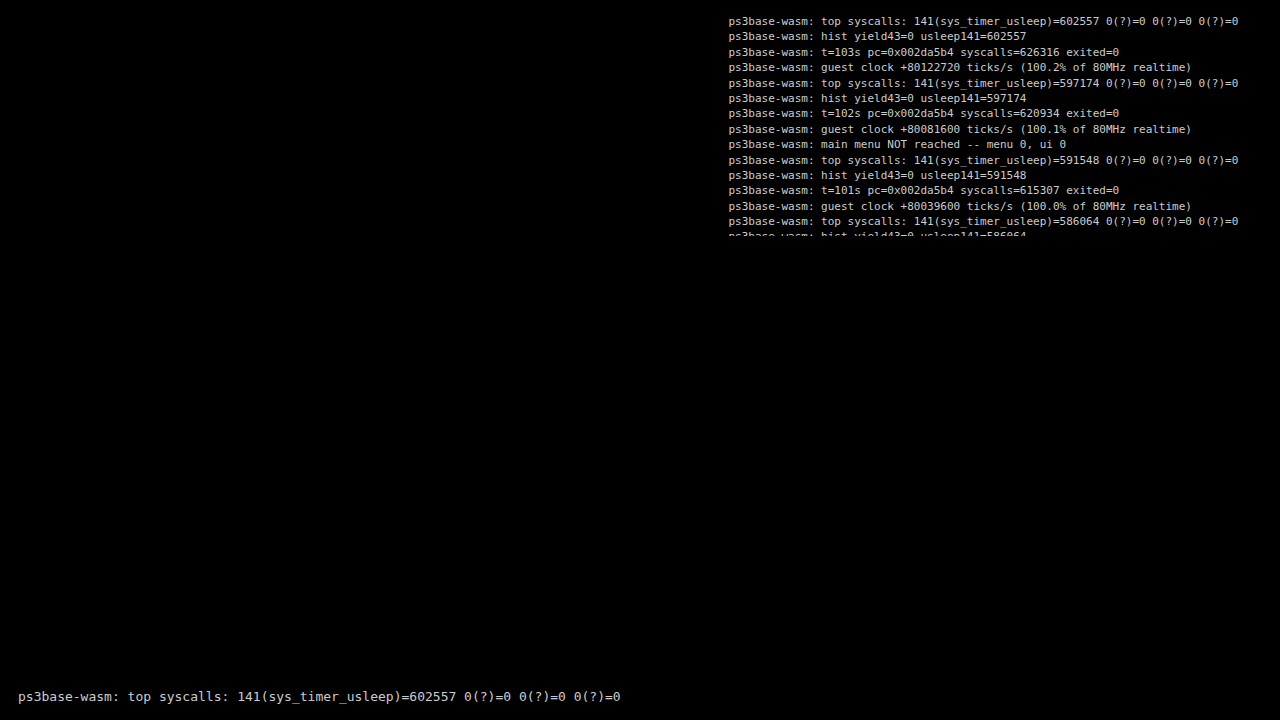 ps3base-wasm: top syscalls: 141(sys_timer_usleep)=602557 0(?)=0 0(?)=0 0(?)=0
ps3base-wasm: hist yield43=0 usleep141=602557
ps3base-wasm: t=103s pc=0x002da5b4 syscalls=626316 exited=0
ps3base-wasm: guest clock +80122720 ticks/s (100.2% of 80MHz realtime)
ps3base-wasm: top syscalls: 141(sys_timer_usleep)=597174 0(?)=0 0(?)=0 0(?)=0
ps3base-wasm: hist yield43=0 usleep141=597174
ps3base-wasm: t=102s pc=0x002da5b4 syscalls=620934 exited=0
ps3base-wasm: guest clock +80081600 ticks/s (100.1% of 80MHz realtime)
ps3base-wasm: main menu NOT reached -- menu 0, ui 0
ps3base-wasm: top syscalls: 141(sys_timer_usleep)=591548 0(?)=0 0(?)=0 0(?)=0
ps3base-wasm: hist yield43=0 usleep141=591548
ps3base-wasm: t=101s pc=0x002da5b4 syscalls=615307 exited=0
ps3base-wasm: guest clock +80039600 ticks/s (100.0% of 80MHz realtime)
ps3base-wasm: top syscalls: 141(sys_timer_usleep)=586064 0(?)=0 0(?)=0 0(?)=0
ps3base-wasm: hist yield43=0 usleep141=586064
ps3base-wasm: top syscalls: 141(sys_timer_usleep)=602557 0(?)=0 0(?)=0 0(?)=0